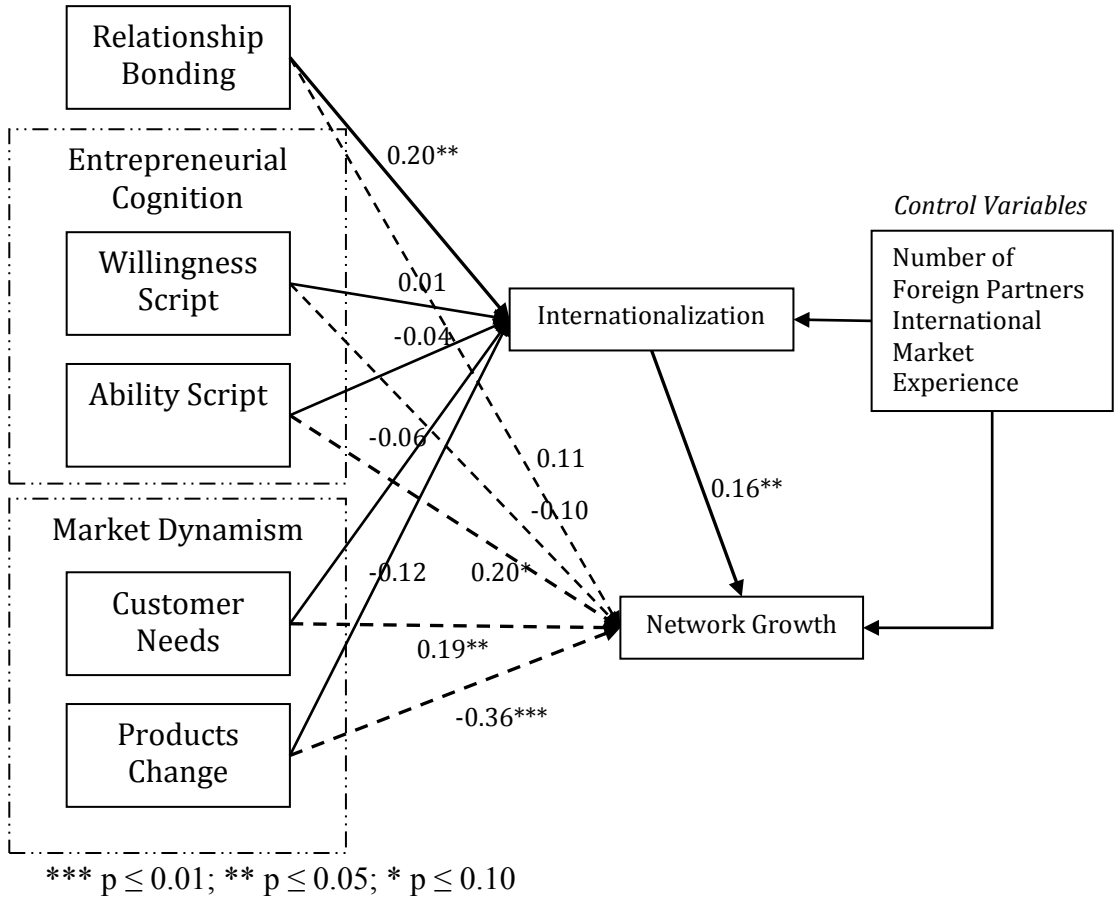 Relationship
Bonding
0.20**
Entrepreneurial
Cognition
Control Variables
Willingness
Script
0.01
Number of
Foreign Partners
International
Market
Experience
Internationalization
-0.04
Ability Script
-0.06
0.11
0.16**
-0.10
Market Dynamism
-0.12
0.20*
Customer
Needs
Network Growth
0.19**
-0.36***
Products
Change
*** p ≤ 0.01; ** p ≤ 0.05; * p ≤ 0.10